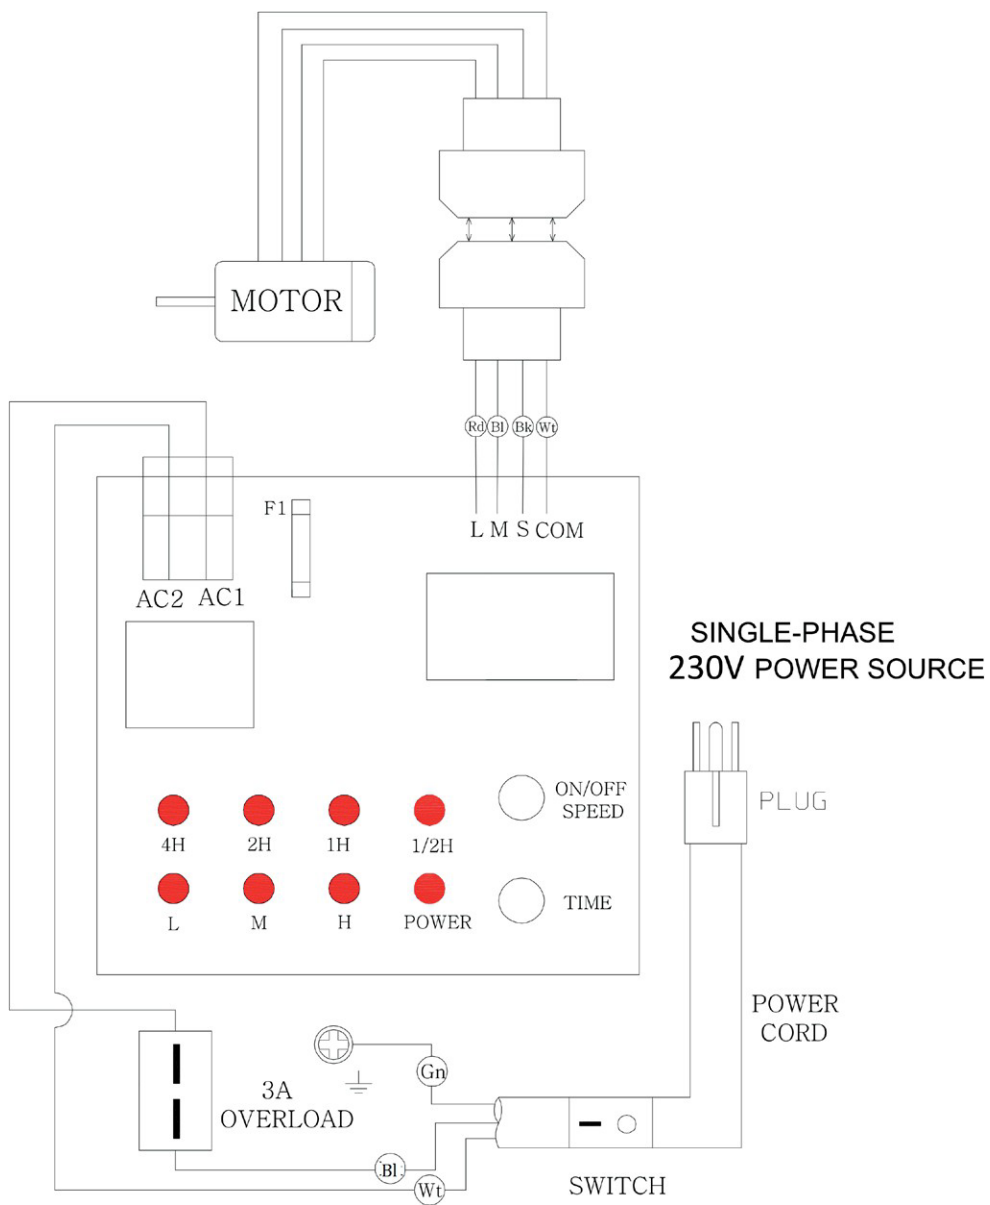 MOTOR
Rd Bl Bk Wt
L M S COM
F1
AC2 AC1
SINGLE-PHASE
230V POWER SOURCE
PLUG
ON/OFF
SPEED
4H 2H 1H 1/2H
TIME
L M H POWER
POWER
CORD
Gn
3A
OVERLOAD
Bl
Wt
SWITCH